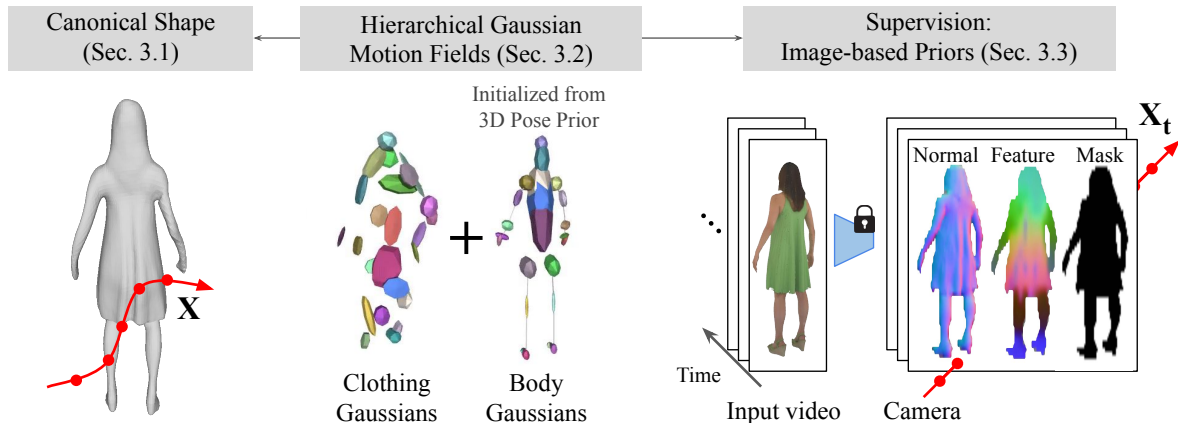 Canonical Shape
(Sec. 3.1)
Hierarchical Gaussian
Motion Fields (Sec. 3.2)
Supervision:
Image-based Priors (Sec. 3.3)
Initialized from
3D Pose Prior
X
Clothing
Gaussians
+
Body
Gaussians
...
Time
Input video
Normal Feature Mask
Xt
Camera